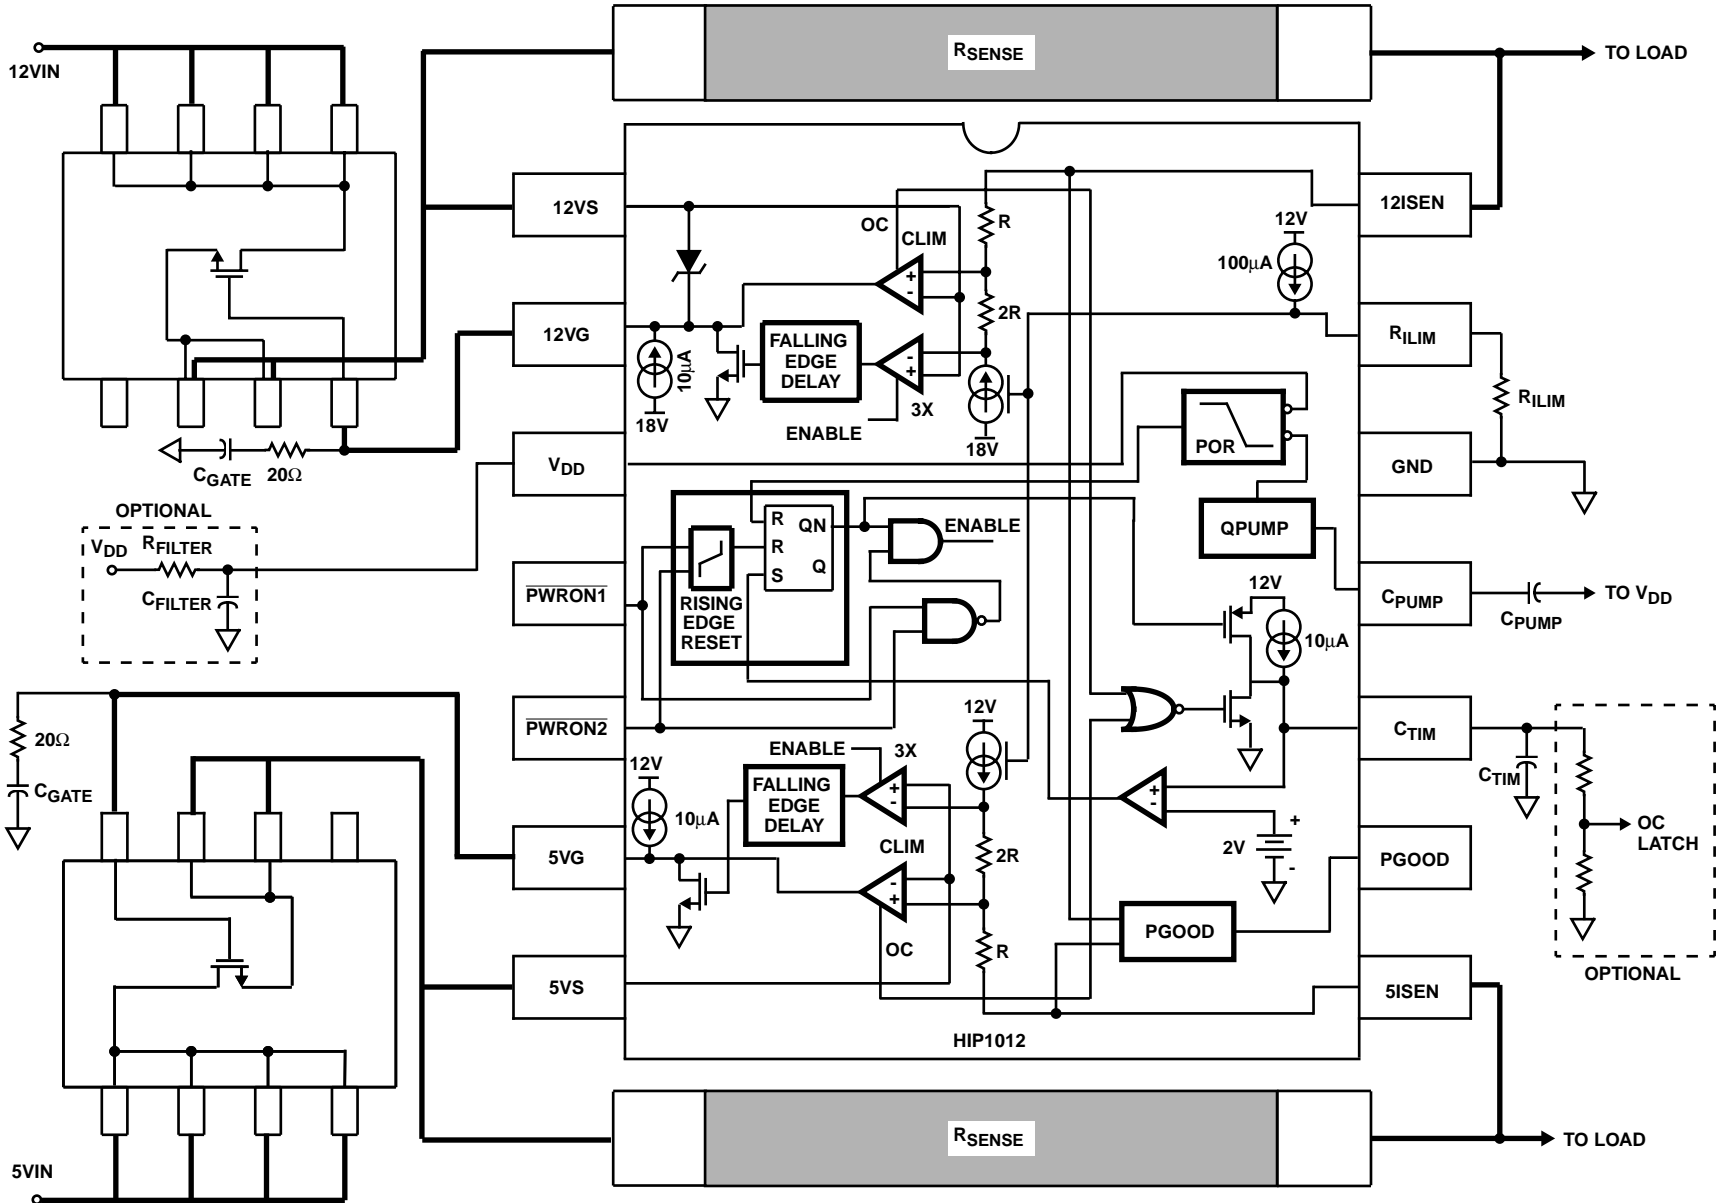 12VIN
RSENSE
TO LOAD
12VS
OC
CLIM
R
12V
12ISEN
100µA
2R
12VG
10µA
18V
FALLING
EDGE
DELAY
3X
ENABLE
18V
RILIM
RILIM
POR
CGATE
20Ω
VDD
GND
OPTIONAL
VDD
RFILTER
CFILTER
R
R
S
QN
Q
ENABLE
QPUMP
PWRON1
RISING
EDGE
RESET
12V
10µA
CPUMP
CPUMP
TO VDD
20Ω
CGATE
PWRON2
12V
ENABLE
3X
12V
10µA
FALLING
EDGE
DELAY
CTIM
CTIM
OC
LATCH
2V
+
-
CLIM
2R
5VG
PGOOD
PGOOD
OC
R
OPTIONAL
5VS
5ISEN
HIP1012
RSENSE
TO LOAD
5VIN